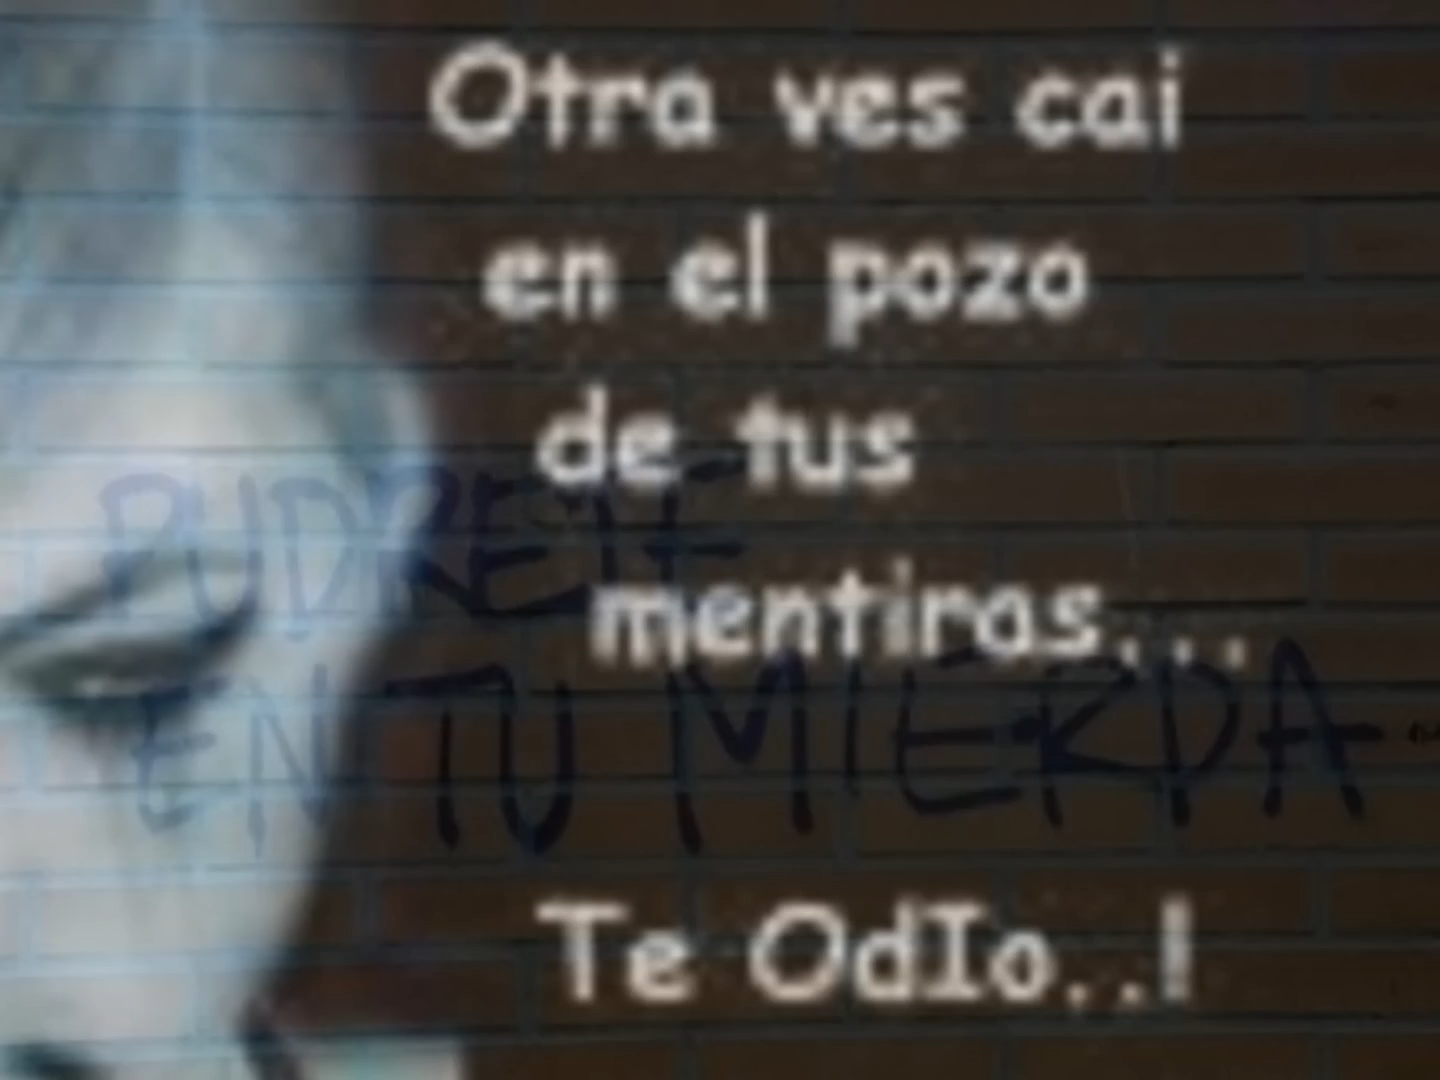 Otra ves cai
en el pozo
de tus
mentiras...
PUDRETE
EN TU MIERDA
Te OdIo..!